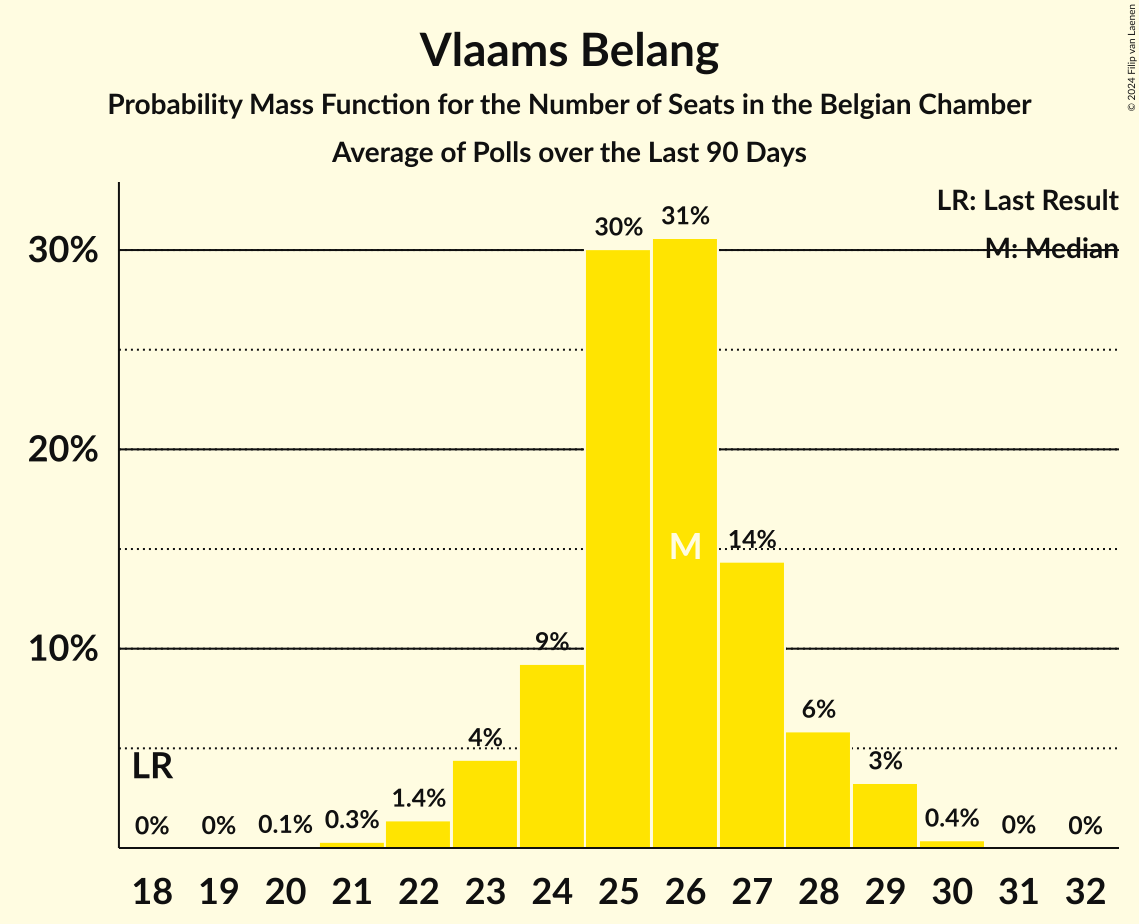 Vlaams Belang
Probability Mass Function for the Number of Seats in the Belgian Chamber
Average of Polls over the Last 90 Days
© 2024 Filip van Laenen
LR: Last Result
M: Median
30%
20%
10%
0%
0%
0.1%
0.3%
1.4%
4%
9%
30%
31%
14%
6%
3%
0.4%
0%
0%
LR
M
18 19 20 21 22 23 24 25 26 27 28 29 30 31 32